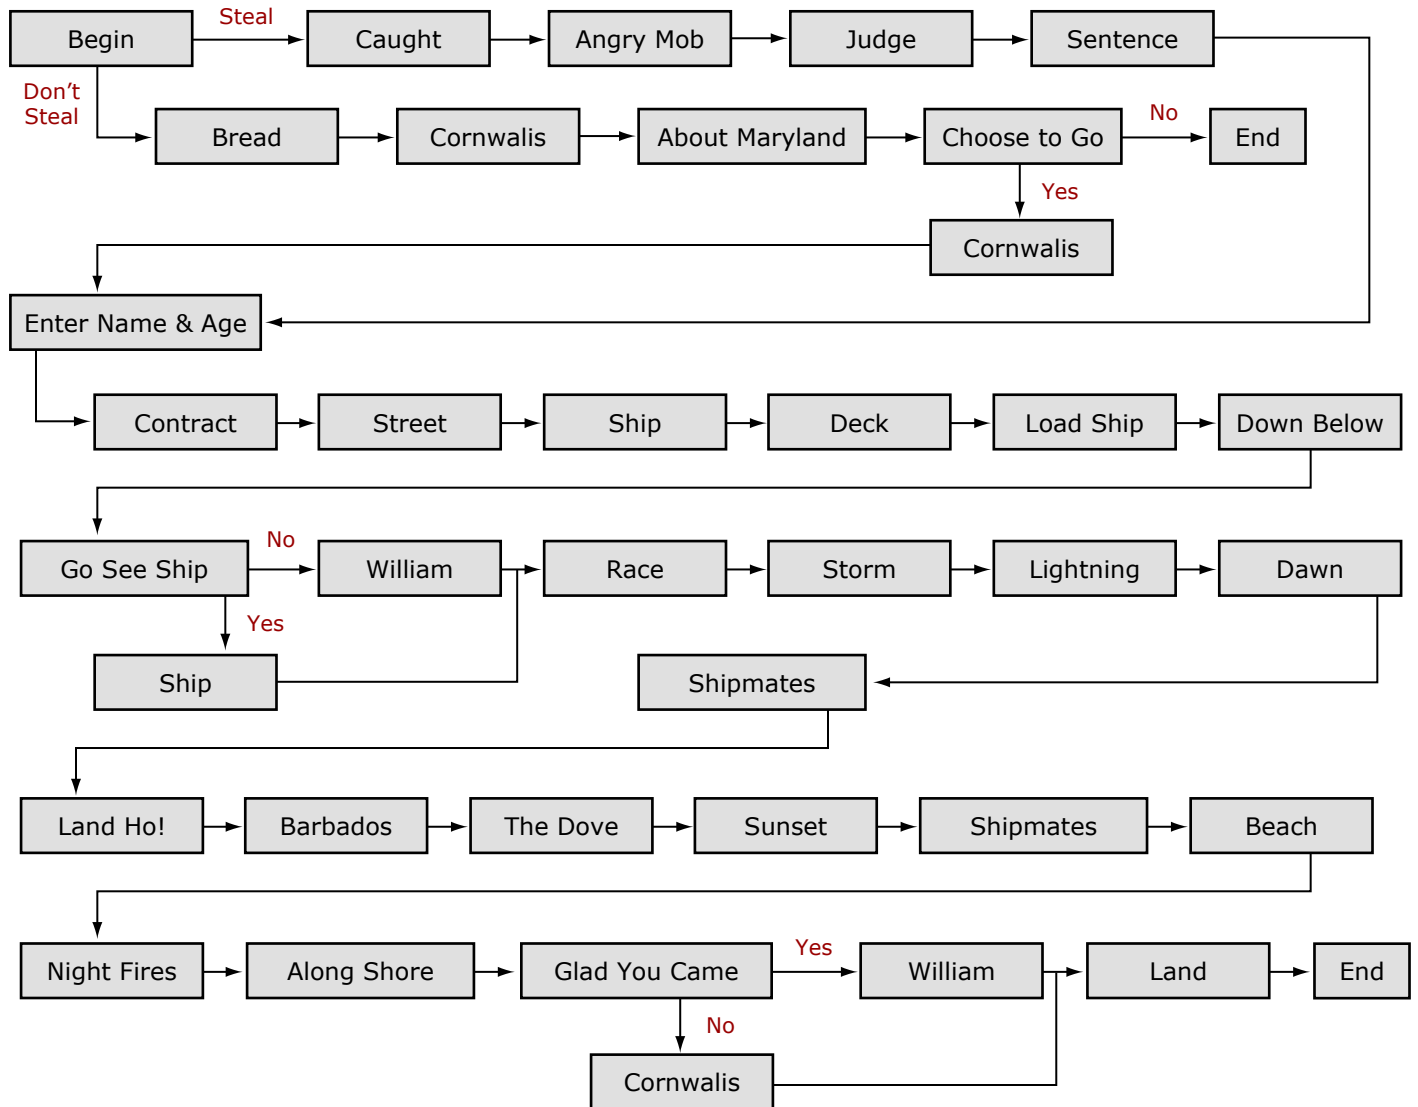 Steal
Begin
Caught
Angry Mob
Judge
Sentence
Don't
Steal
Bread
Cornwalis
About Maryland
Choose to Go
No
End
Yes
Cornwalis
Enter Name & Age
Contract
Street
Ship
Deck
Load Ship
Down Below
Go See Ship
No
William
Race
Storm
Lightning
Dawn
Yes
Ship
Shipmates
Land Ho!
Barbados
The Dove
Sunset
Shipmates
Beach
Night Fires
Along Shore
Glad You Came
Yes
William
Land
End
No
Cornwalis